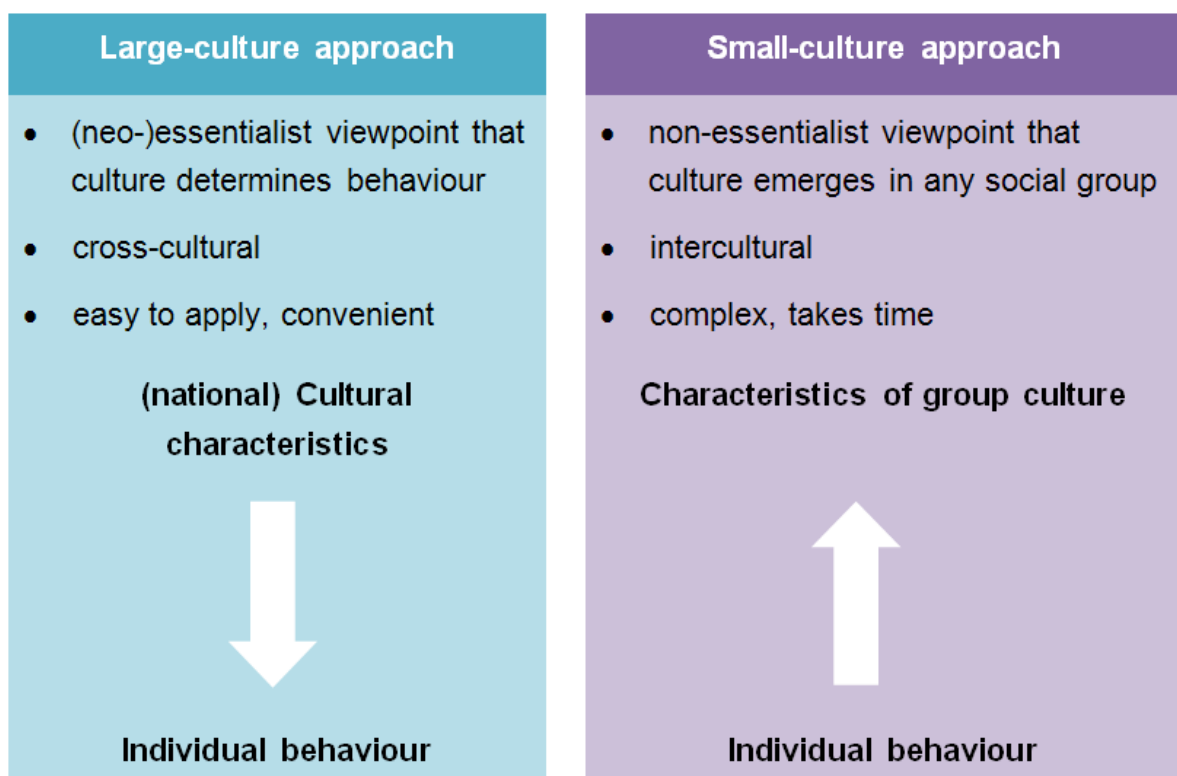 Large-culture approach
• (neo-)essentialist viewpoint that
culture determines behaviour
• cross-cultural
• easy to apply, convenient
(national) Cultural
characteristics
Individual behaviour
Small-culture approach
• non-essentialist viewpoint that
culture emerges in any social group
• intercultural
• complex, takes time
Characteristics of group culture
Individual behaviour